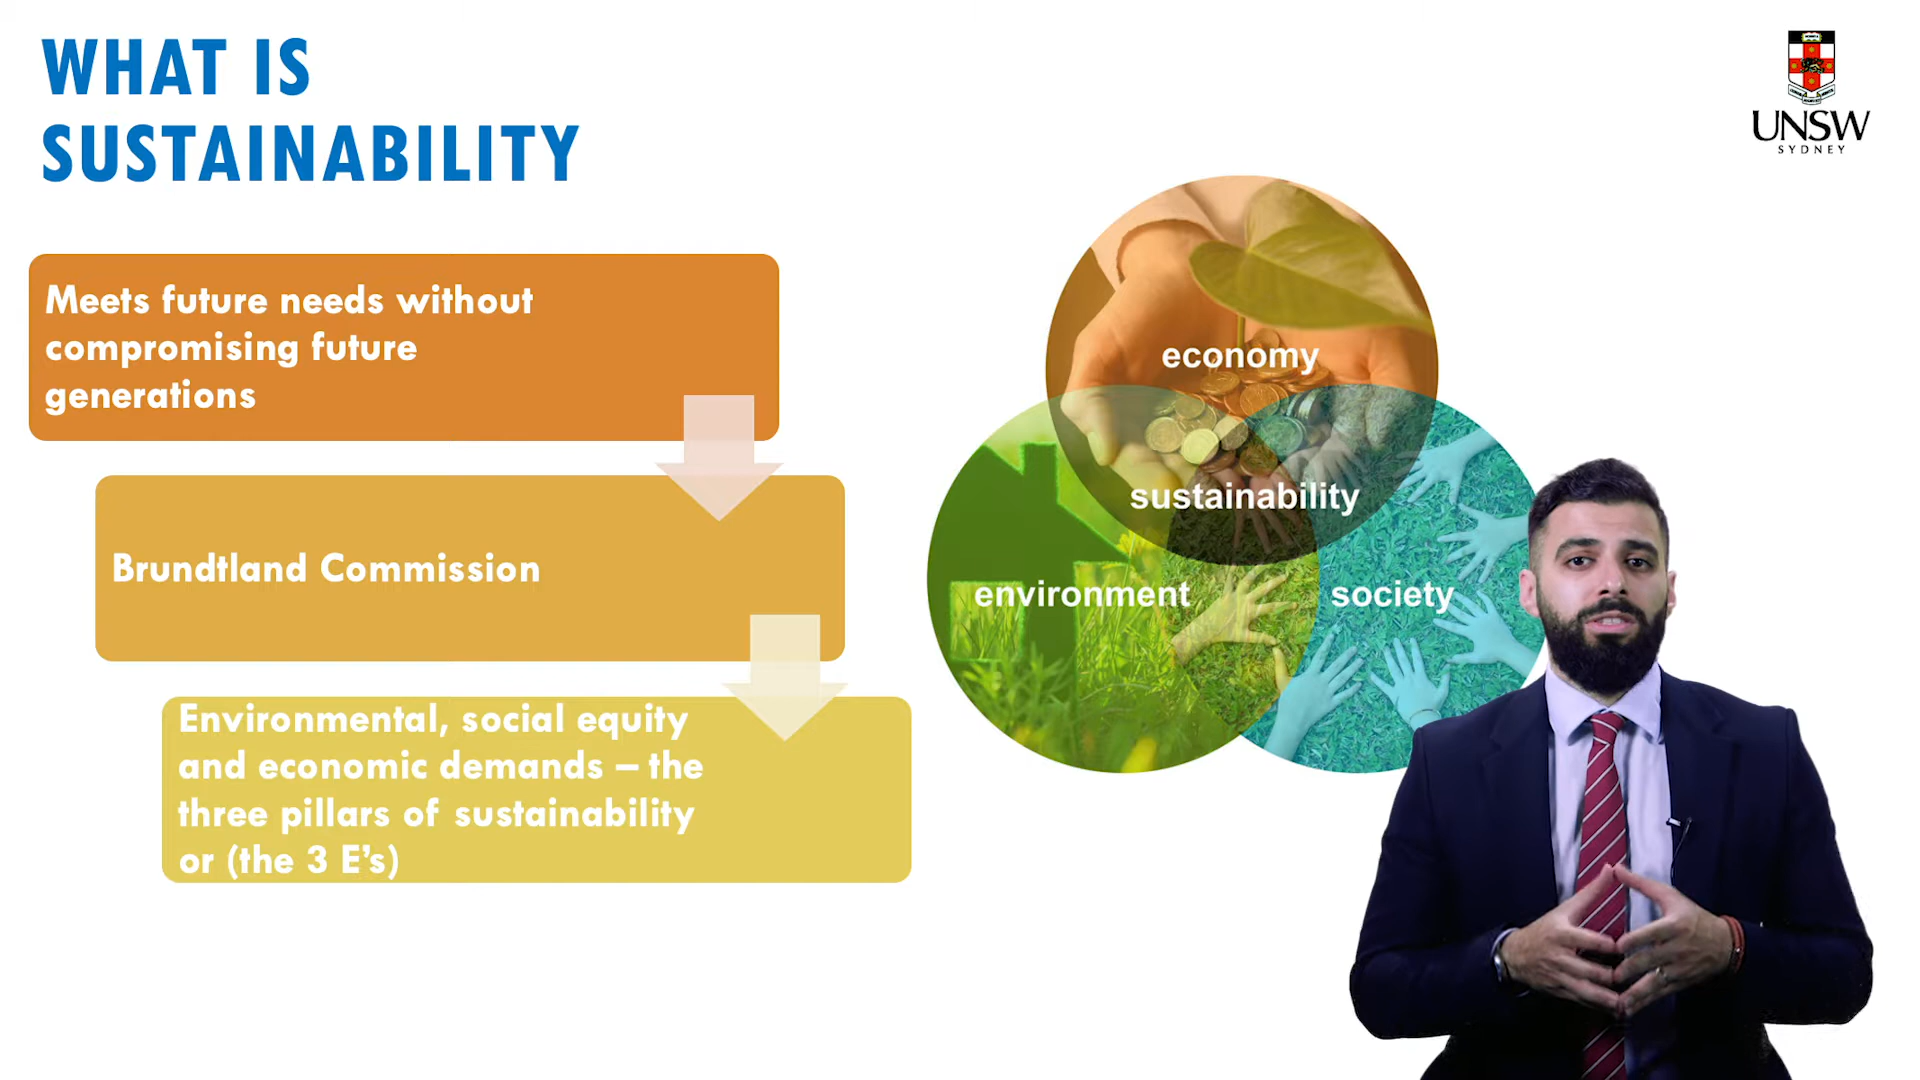 WHAT IS
SUSTAINABILITY
UNSW
SYDNEY
Meets future needs without
compromising future
generations
Brundtland Commission
Environmental, social equity
and economic demands – the
three pillars of sustainability
or (the 3 E's)
economy
sustainability
environment
society